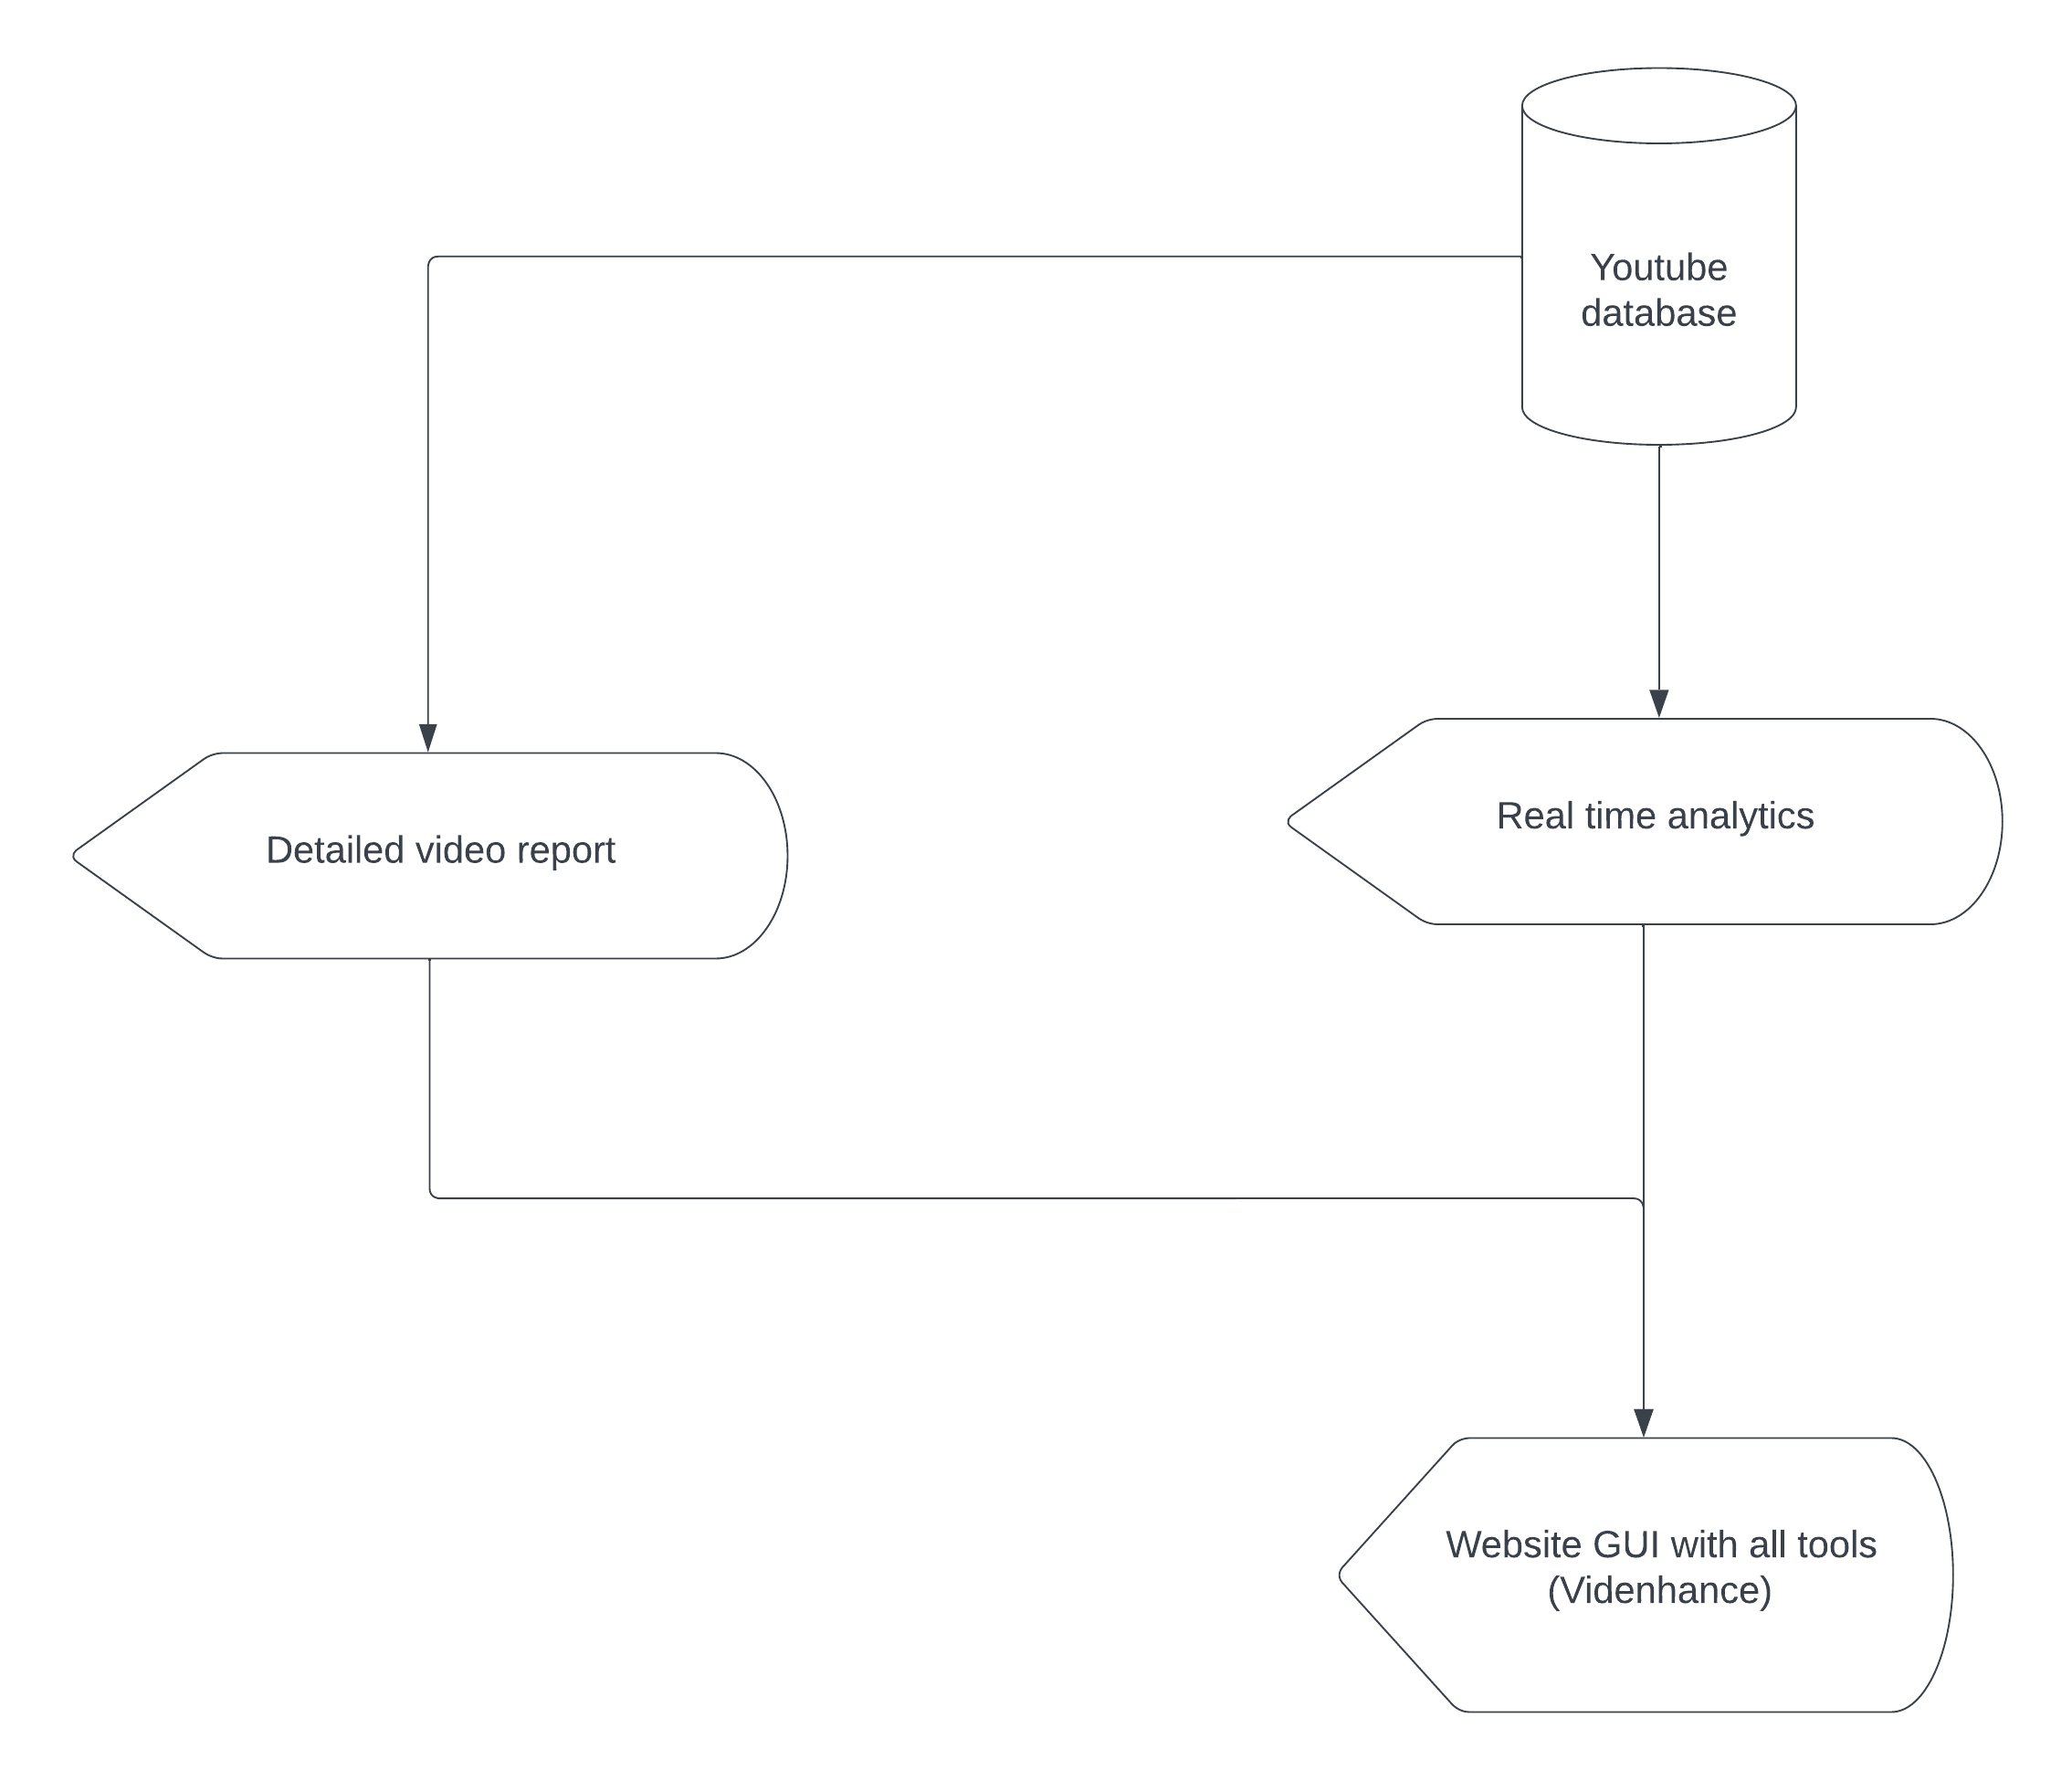 Youtube
database
Detailed video report
Real time analytics
Website GUI with all tools
(Videnhance)